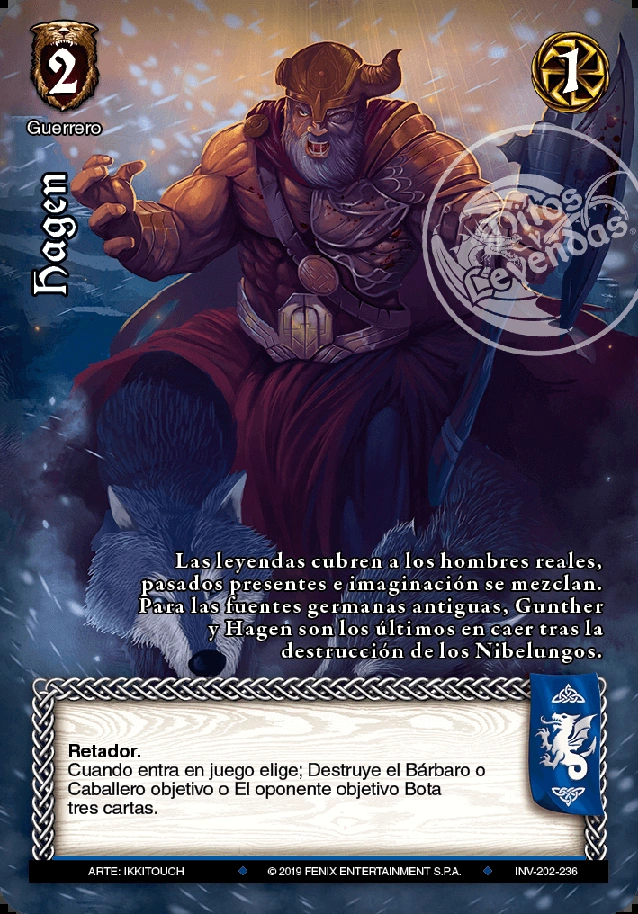 2
1
Guerrero
Hagen
Mitos y Leyendas®
Las leyendas cubren a los hombres reales,
pasados presentes e imaginación se mezclan.
Para las fuentes germanas antiguas, Gunther
y Hagen son los últimos en caer tras la
destrucción de los Nibelungos.
Retador.
Cuando entra en juego elige; Destruye el Bárbaro o
Caballero objetivo o El oponente objetivo Bota
tres cartas.
ARTE: IKKITOUCH © 2019 FENIX ENTERTAINMENT S.P.A. INV-202-236